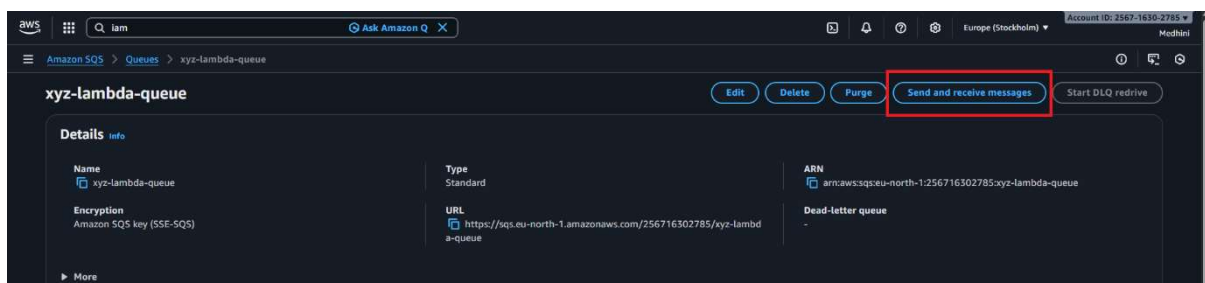 aws
iam
Ask Amazon Q
Europe (Stockholm)
Account ID: 2567-1630-2785
Medhini
Amazon SQS > Queues > xyz-lambda-queue
xyz-lambda-queue
Edit
Delete
Purge
Send and receive messages
Start DLQ redrive
Details Info
Name
xyz-lambda-queue
Type
Standard
ARN
arn:aws:sqs:eu-north-1:256716302785:xyz-lambda-queue
Encryption
Amazon SQS key (SSE-SQS)
URL
https://sqs.eu-north-1.amazonaws.com/256716302785/xyz-lambd
a-queue
Dead-letter queue
-
More